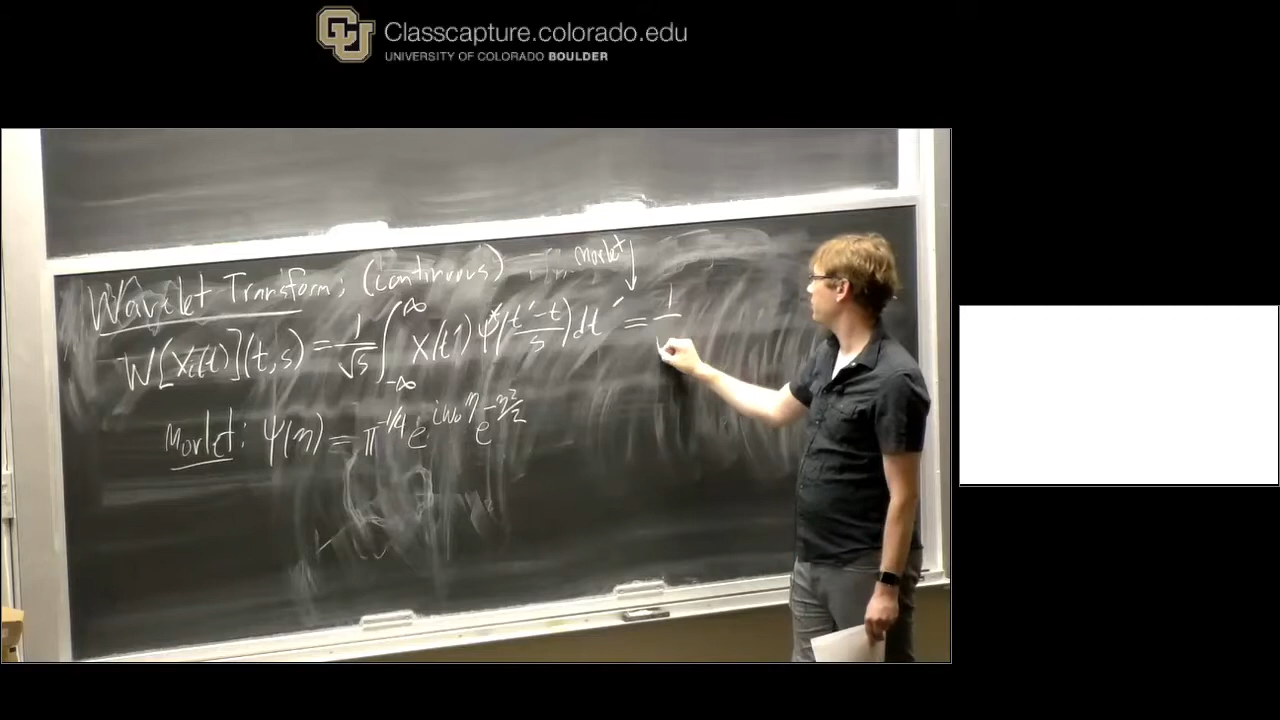 Classcapture.colorado.edu
UNIVERSITY OF COLORADO BOULDER
Wavelet Transform: (continuous)
morlet ↓
W[x(t)](t,s) = 1/√s ∫_{-∞}^{∞} x(t') ψ*((t'-t)/s) dt' = 1
Morlet: ψ(η) = π^{-1/4} e^{iω₀η} e^{-η²/2}